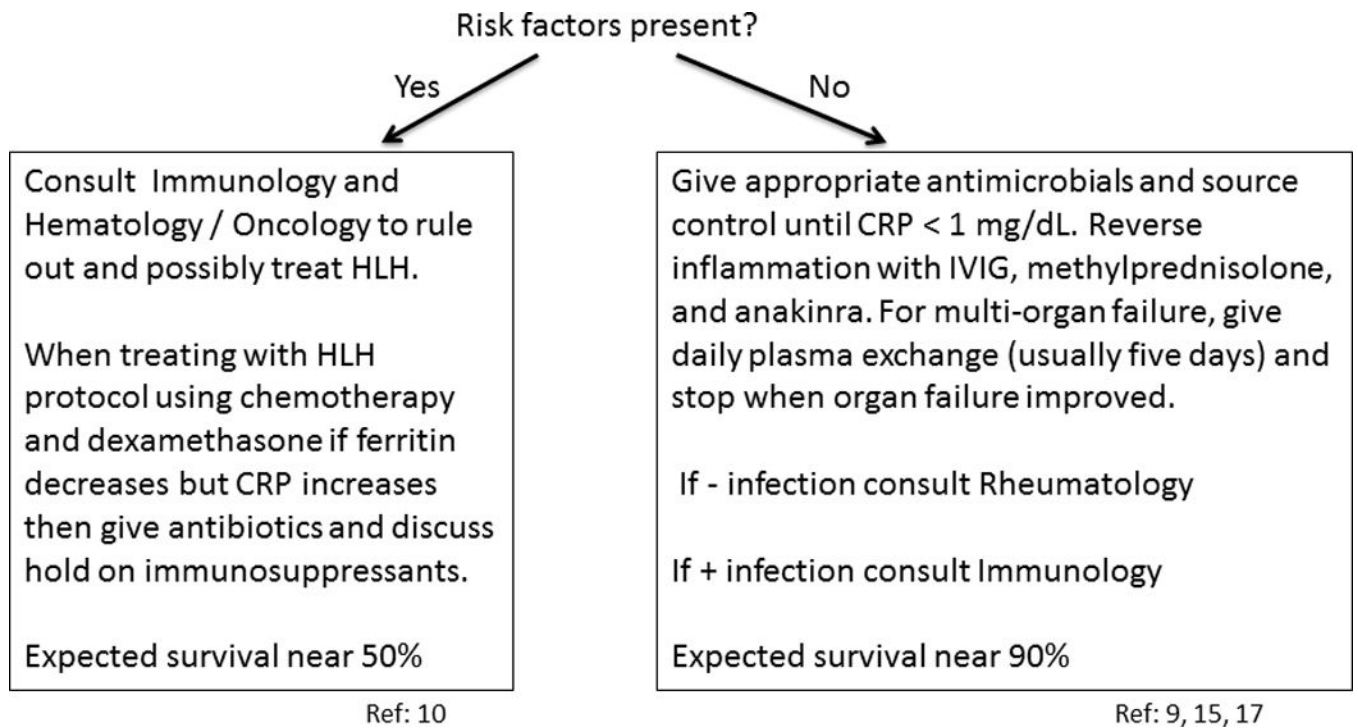 Risk factors present?
Yes
No
Consult Immunology and
Hematology / Oncology to rule
out and possibly treat HLH.
When treating with HLH
protocol using chemotherapy
and dexamethasone if ferritin
decreases but CRP increases
then give antibiotics and discuss
hold on immunosuppressants.
Expected survival near 50%
Ref: 10
Give appropriate antimicrobials and source
control until CRP < 1 mg/dL. Reverse
inflammation with IVIG, methylprednisolone,
and anakinra. For multi-organ failure, give
daily plasma exchange (usually five days) and
stop when organ failure improved.
If - infection consult Rheumatology
If + infection consult Immunology
Expected survival near 90%
Ref: 9, 15, 17